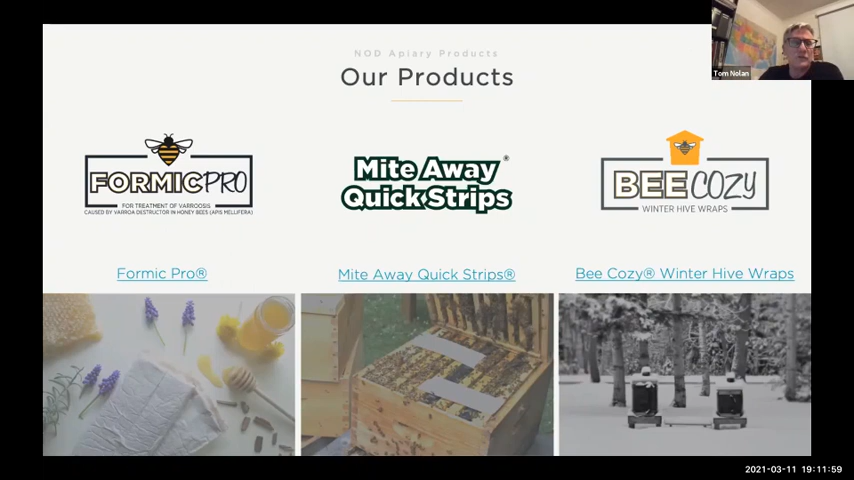 NOD Apiary Products
Our Products
Tom Nolan
FORMICPRO
FOR TREATMENT OF VARROOSIS
CAUSED BY VARROA DESTRUCTOR IN HONEY BEES (APIS MELLIFERA)
Mite Away ®
Quick Strips
BEECOZY
WINTER HIVE WRAPS
Formic Pro®
Mite Away Quick Strips®
Bee Cozy® Winter Hive Wraps
2021-03-11 19:11:59